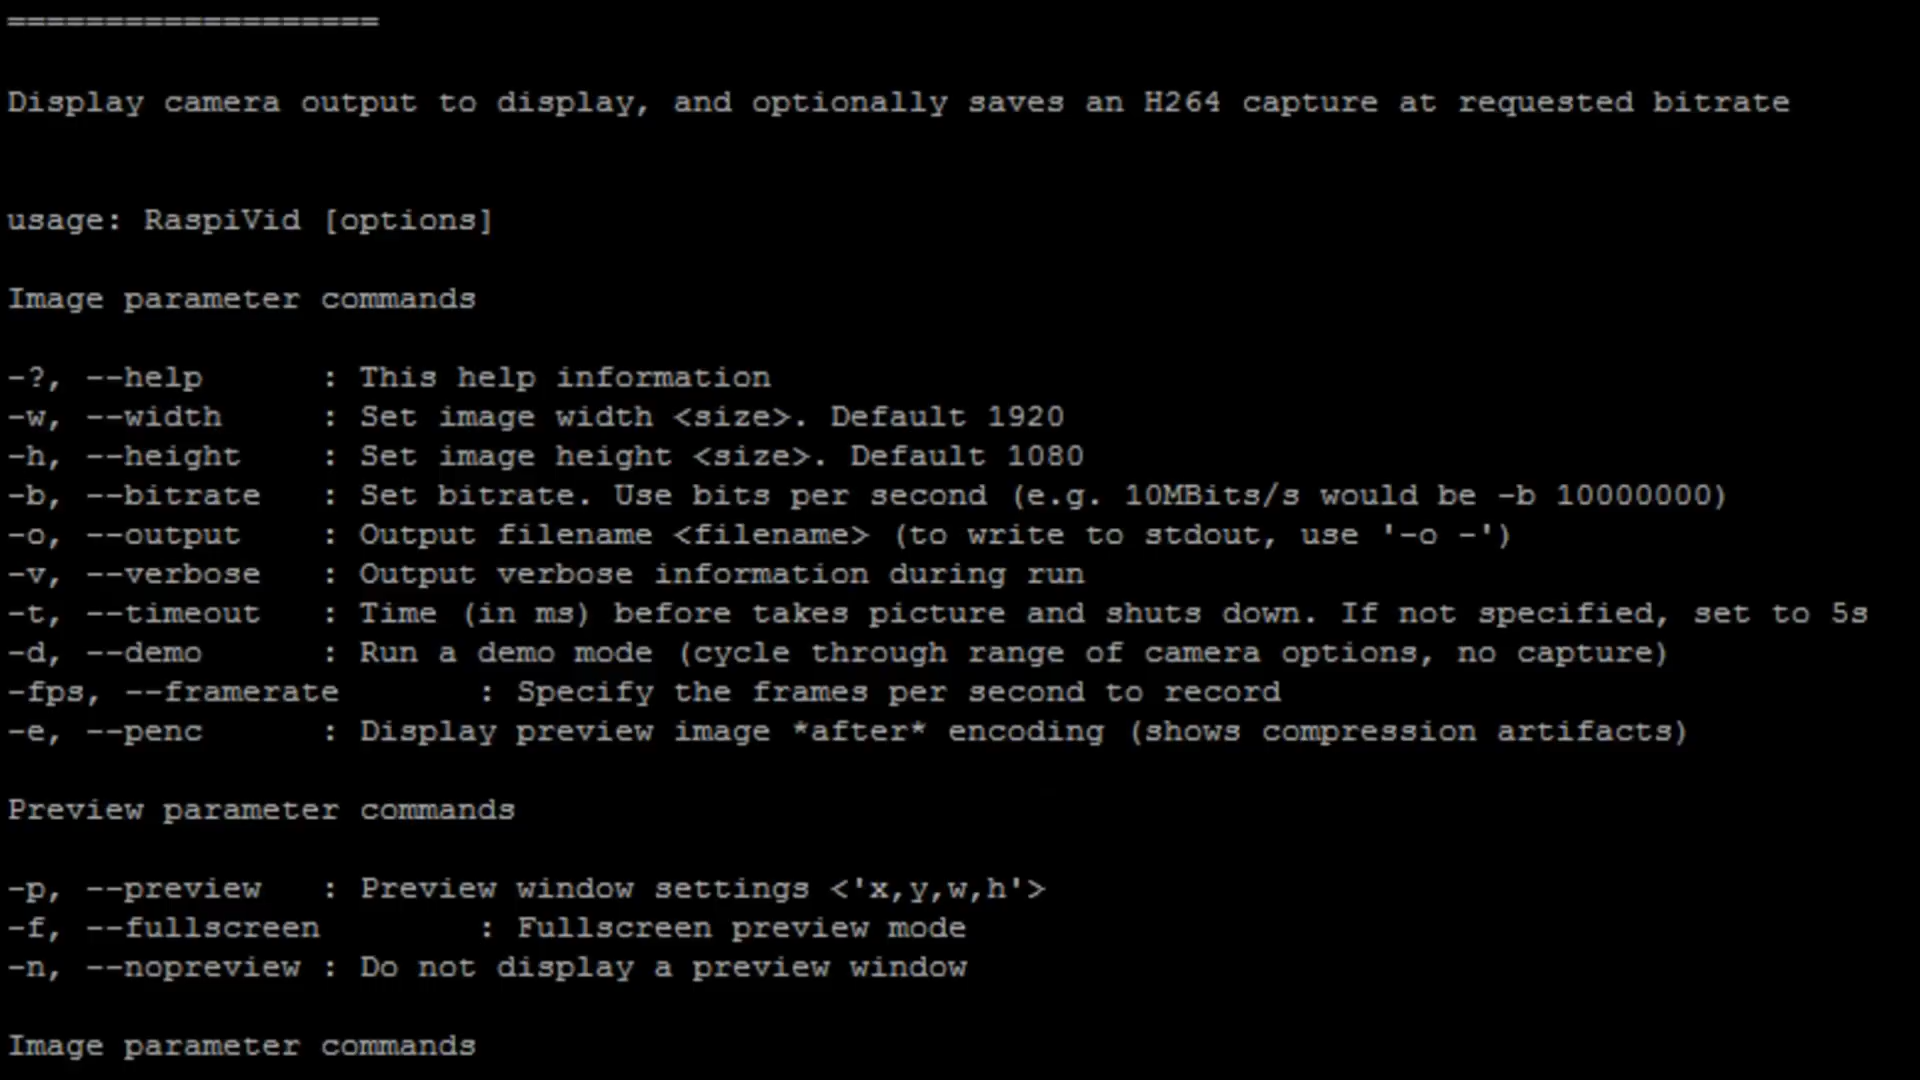 ===================
Display camera output to display, and optionally saves an H264 capture at requested bitrate
usage: RaspiVid [options]
Image parameter commands
-?, --help      : This help information
-w, --width     : Set image width <size>. Default 1920
-h, --height    : Set image height <size>. Default 1080
-b, --bitrate   : Set bitrate. Use bits per second (e.g. 10MBits/s would be -b 10000000)
-o, --output    : Output filename <filename> (to write to stdout, use '-o -')
-v, --verbose   : Output verbose information during run
-t, --timeout   : Time (in ms) before takes picture and shuts down. If not specified, set to 5s
-d, --demo      : Run a demo mode (cycle through range of camera options, no capture)
-fps, --framerate       : Specify the frames per second to record
-e, --penc      : Display preview image *after* encoding (shows compression artifacts)
Preview parameter commands
-p, --preview   : Preview window settings <'x,y,w,h'>
-f, --fullscreen        : Fullscreen preview mode
-n, --nopreview : Do not display a preview window
Image parameter commands